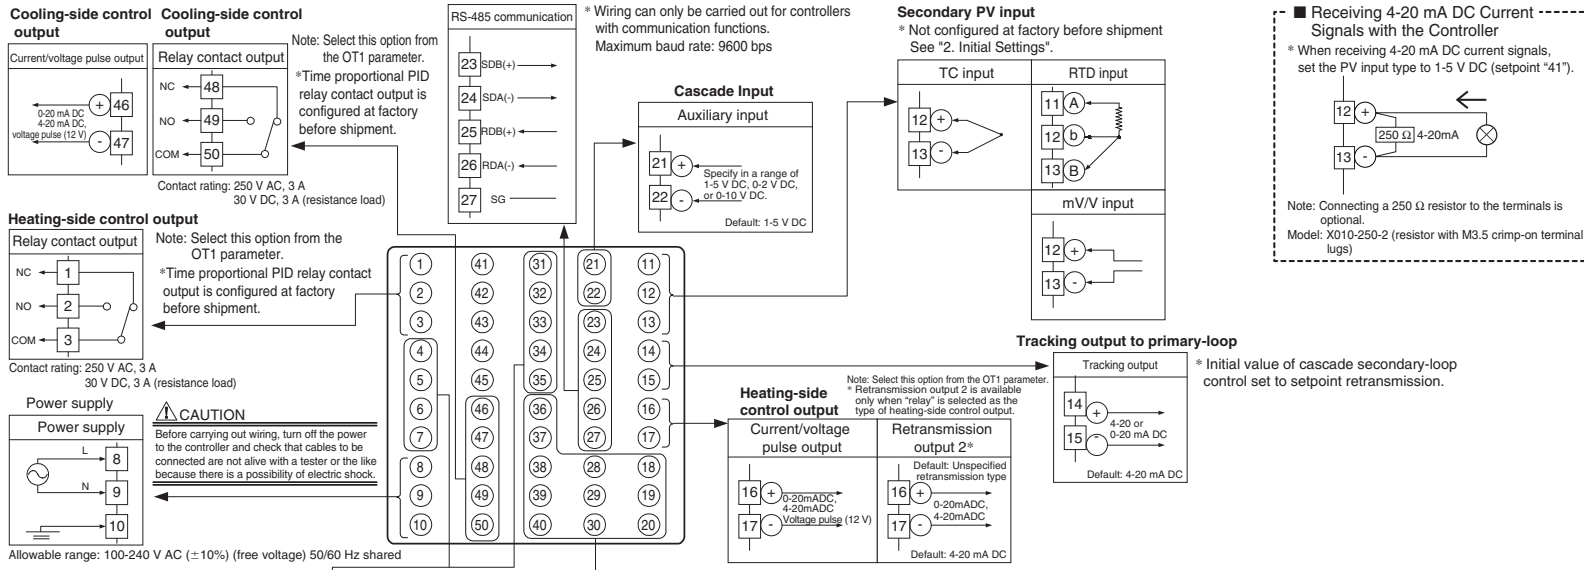 Cooling-side control output
Current/voltage pulse output
+ 46
0-20 mA DC
4-20 mA DC,
voltage pulse (12 V)
- 47
Cooling-side control output
Relay contact output
NC 48
NO 49
COM 50
Contact rating: 250 V AC, 3 A
30 V DC, 3 A (resistance load)
Note: Select this option from
the OT1 parameter.
*Time proportional PID
relay contact output is
configured at factory
before shipment.
RS-485 communication
23 SDB(+)
24 SDA(-)
25 RDB(+)
26 RDA(-)
27 SG
* Wiring can only be carried out for controllers
with communication functions.
Maximum baud rate: 9600 bps
Cascade Input
Auxiliary input
21 +
Specify in a range of
1-5 V DC, 0-2 V DC,
or 0-10 V DC.
22 -
Default: 1-5 V DC
Secondary PV input
* Not configured at factory before shipment
See "2. Initial Settings".
TC input
12 +
13 -
RTD input
11 A
12 b
13 B
mV/V input
12 +
13 -
■ Receiving 4-20 mA DC Current
Signals with the Controller
* When receiving 4-20 mA DC current signals,
set the PV input type to 1-5 V DC (setpoint “41”).
12 +
250 Ω 4-20mA
13 -
Note: Connecting a 250 Ω resistor to the terminals is
optional.
Model: X010-250-2 (resistor with M3.5 crimp-on terminal
lugs)
Heating-side control output
Relay contact output
NC 1
NO 2
COM 3
Contact rating: 250 V AC, 3 A
30 V DC, 3 A (resistance load)
Note: Select this option from the
OT1 parameter.
*Time proportional PID relay contact
output is configured at factory
before shipment.
1 41 31 21 11
2 42 32 22 12
3 43 33 23 13
4 44 34 24 14
5 45 35 25 15
6 46 36 26 16
7 47 37 27 17
8 48 38 28 18
9 49 39 29 19
10 50 40 30 20
Power supply
Power supply
L 8
N 9
10
Allowable range: 100-240 V AC (±10%) (free voltage) 50/60 Hz shared
CAUTION
Before carrying out wiring, turn off the power
to the controller and check that cables to be
connected are not alive with a tester or the like
because there is a possibility of electric shock.
Tracking output to primary-loop
Tracking output
14 +
4-20 or
0-20 mA DC
15 -
Default: 4-20 mA DC
* Initial value of cascade secondary-loop
control set to setpoint retransmission.
Heating-side
control output
Note: Select this option from the OT1 parameter.
* Retransmission output 2 is available
only when “relay” is selected as the
type of heating-side control output.
Current/voltage
pulse output
16 +
0-20mADC,
4-20mADC
Voltage pulse (12 V)
17 -
Retransmission
output 2*
Default: Unspecified
retransmission type
16 +
0-20mADC,
4-20mADC
17 -
Default: 4-20 mA DC